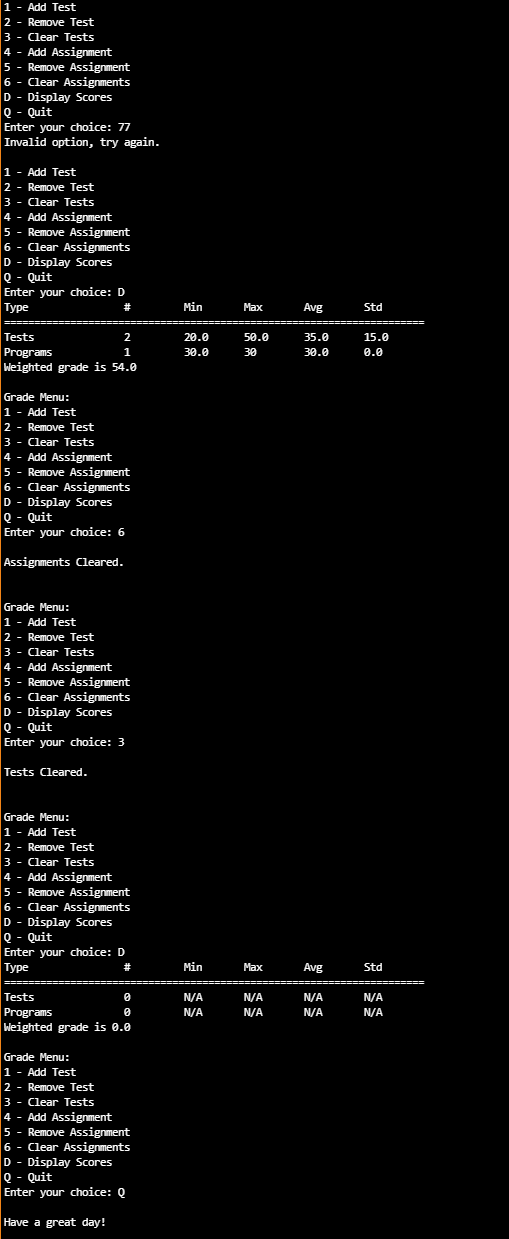 1 - Add Test
2 - Remove Test
3 - Clear Tests
4 - Add Assignment
5 - Remove Assignment
6 - Clear Assignments
D - Display Scores
Q - Quit
Enter your choice: 77
Invalid option, try again.

1 - Add Test
2 - Remove Test
3 - Clear Tests
4 - Add Assignment
5 - Remove Assignment
6 - Clear Assignments
D - Display Scores
Q - Quit
Enter your choice: D
Type                #         Min       Max       Avg       Std
======================================================================
Tests               2         20.0      50.0      35.0      15.0
Programs            1         30.0      30        30.0      0.0
Weighted grade is 54.0

Grade Menu:
1 - Add Test
2 - Remove Test
3 - Clear Tests
4 - Add Assignment
5 - Remove Assignment
6 - Clear Assignments
D - Display Scores
Q - Quit
Enter your choice: 6

Assignments Cleared.


Grade Menu:
1 - Add Test
2 - Remove Test
3 - Clear Tests
4 - Add Assignment
5 - Remove Assignment
6 - Clear Assignments
D - Display Scores
Q - Quit
Enter your choice: 3

Tests Cleared.


Grade Menu:
1 - Add Test
2 - Remove Test
3 - Clear Tests
4 - Add Assignment
5 - Remove Assignment
6 - Clear Assignments
D - Display Scores
Q - Quit
Enter your choice: D
Type                #         Min       Max       Avg       Std
======================================================================
Tests               0         N/A       N/A       N/A       N/A
Programs            0         N/A       N/A       N/A       N/A
Weighted grade is 0.0

Grade Menu:
1 - Add Test
2 - Remove Test
3 - Clear Tests
4 - Add Assignment
5 - Remove Assignment
6 - Clear Assignments
D - Display Scores
Q - Quit
Enter your choice: Q

Have a great day!